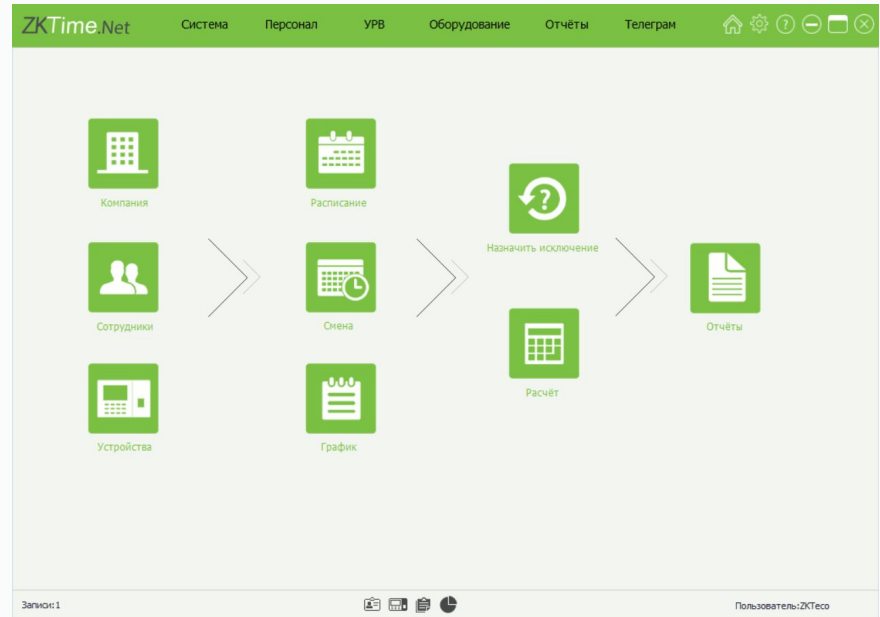 ZKTime.Net Система Персонал УРВ Оборудование Отчёты Телеграм
Компания
Расписание
Назначить исключение
Сотрудники
Смена
Отчёты
Расчёт
Устройства
График
Записи:1
Пользователь:ZKTeco